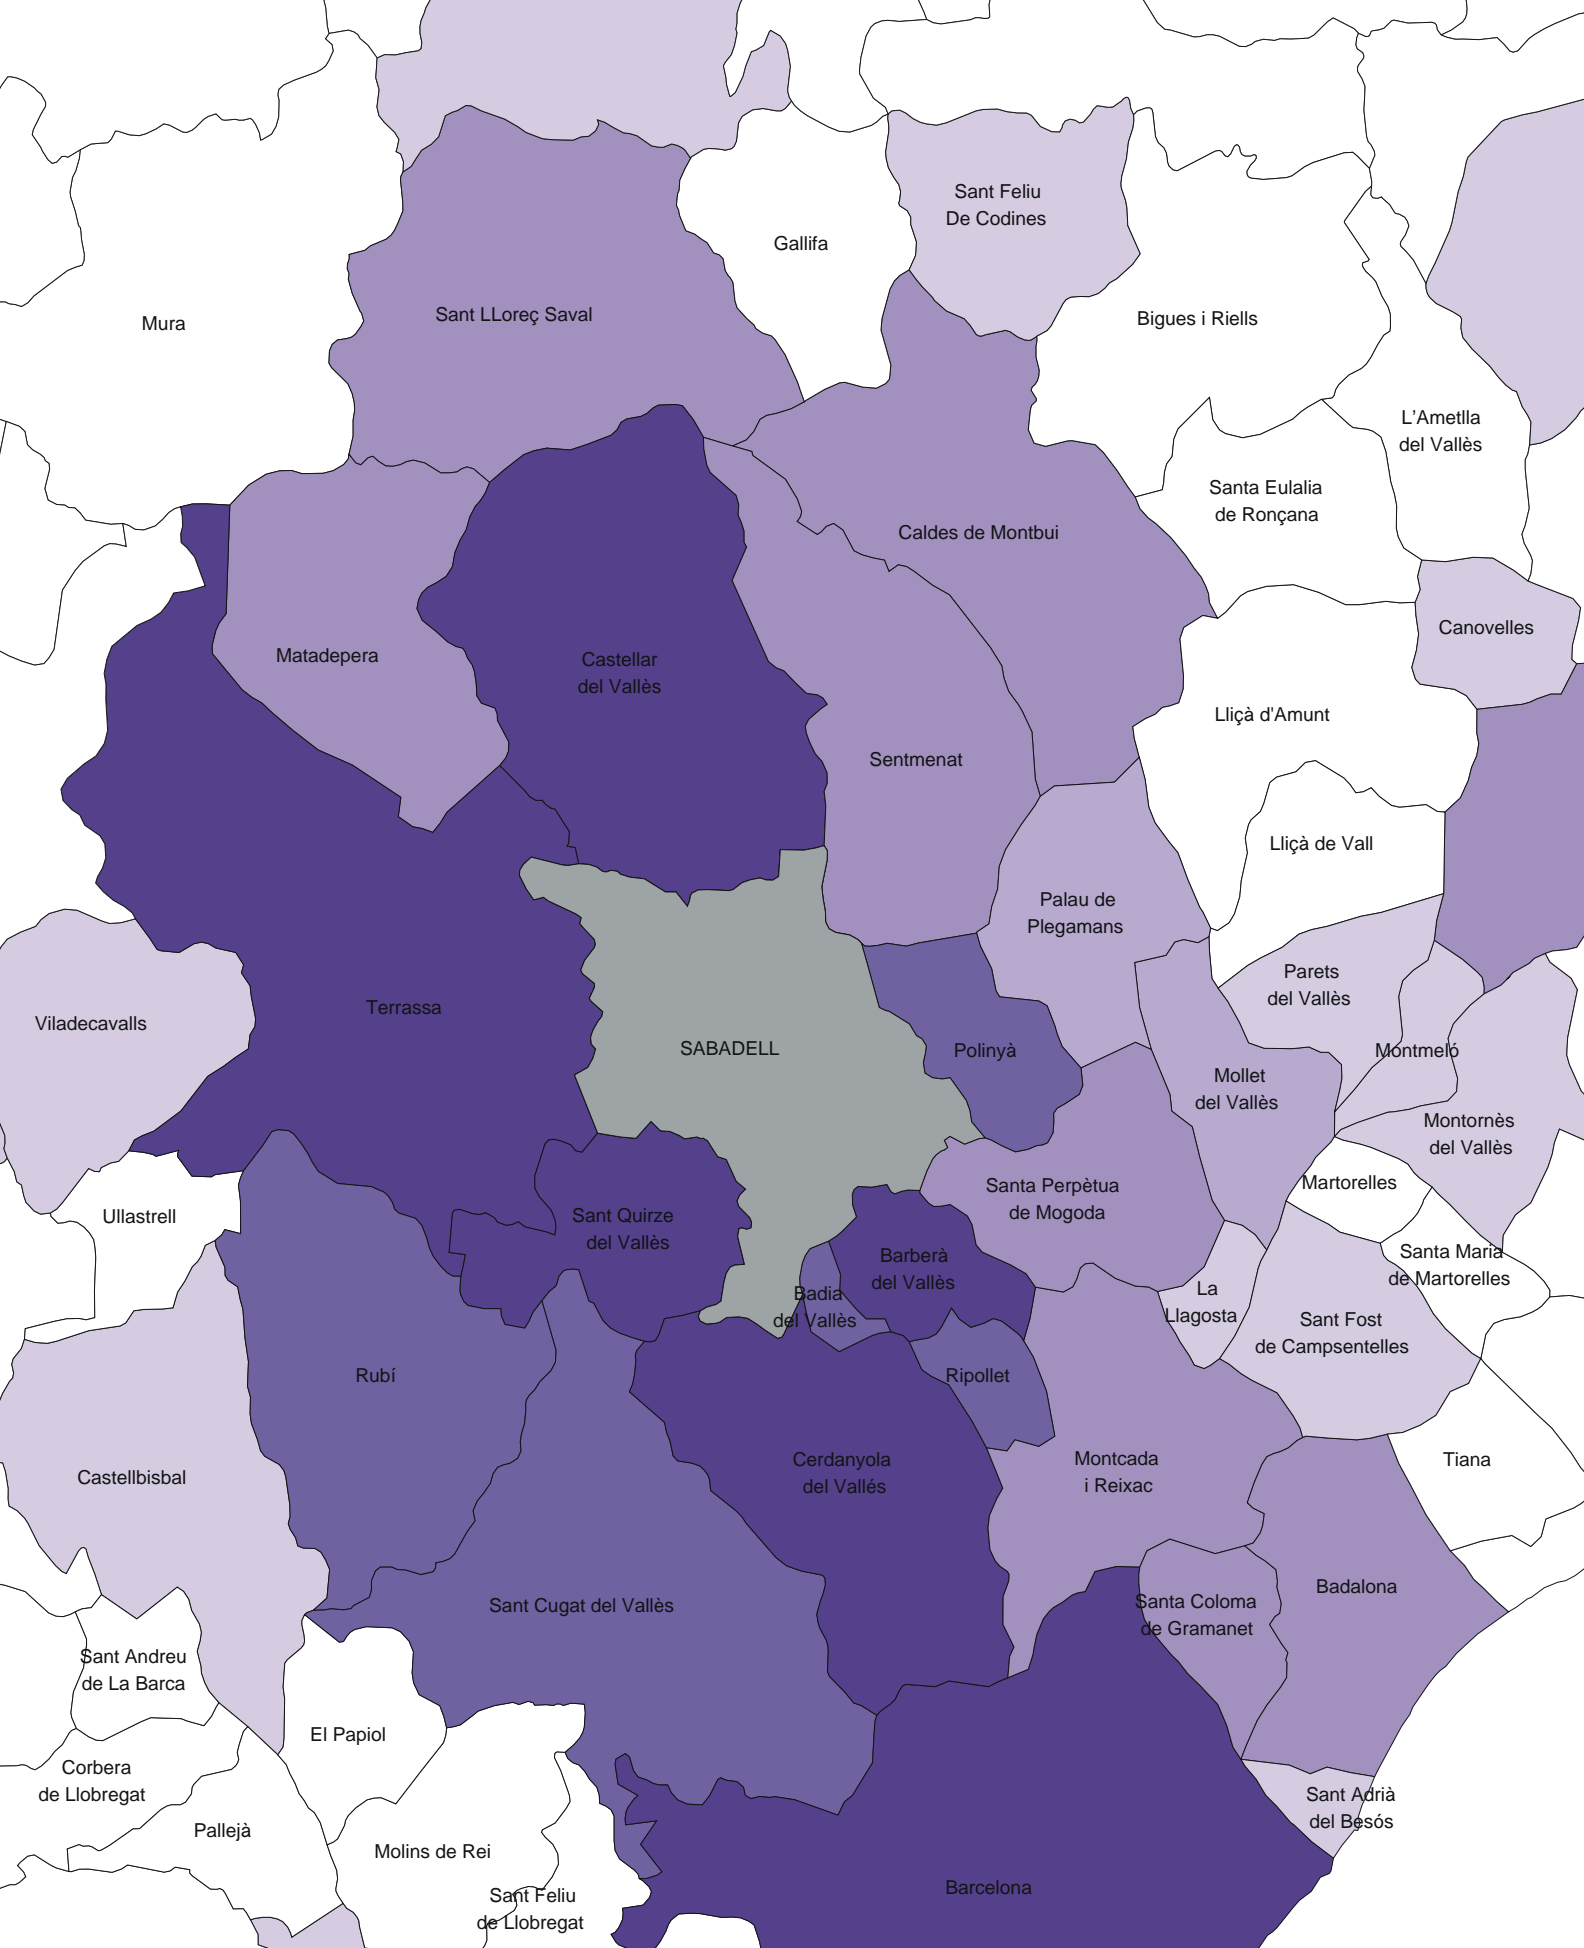 Sant Feliu
De Codines
Gallifa
Mura
Sant LLoreç Saval
Bigues i Riells
L'Ametlla
del Vallès
Santa Eulalia
de Ronçana
Caldes de Montbui
Canovelles
Matadepera
Castellar
del Vallès
Lliçà d'Amunt
Sentmenat
Lliçà de Vall
Palau de
Plegamans
Parets
del Vallès
Viladecavalls
Terrassa
SABADELL
Polinyà
Montmeló
Mollet
del Vallès
Montornès
del Vallès
Martorelles
Santa Perpètua
de Mogoda
Ullastrell
Sant Quirze
del Vallès
Barberà
del Vallès
Santa Maria
de Martorelles
Badia
del Vallès
La
Llagosta
Sant Fost
de Campsentelles
Rubí
Ripollet
Castellbisbal
Cerdanyola
del Vallés
Montcada
i Reixac
Tiana
Badalona
Sant Cugat del Vallès
Santa Coloma
de Gramanet
Sant Andreu
de La Barca
El Papiol
Corbera
de Llobregat
Sant Adrià
del Besós
Pallejà
Molins de Rei
Sant Feliu
de Llobregat
Barcelona